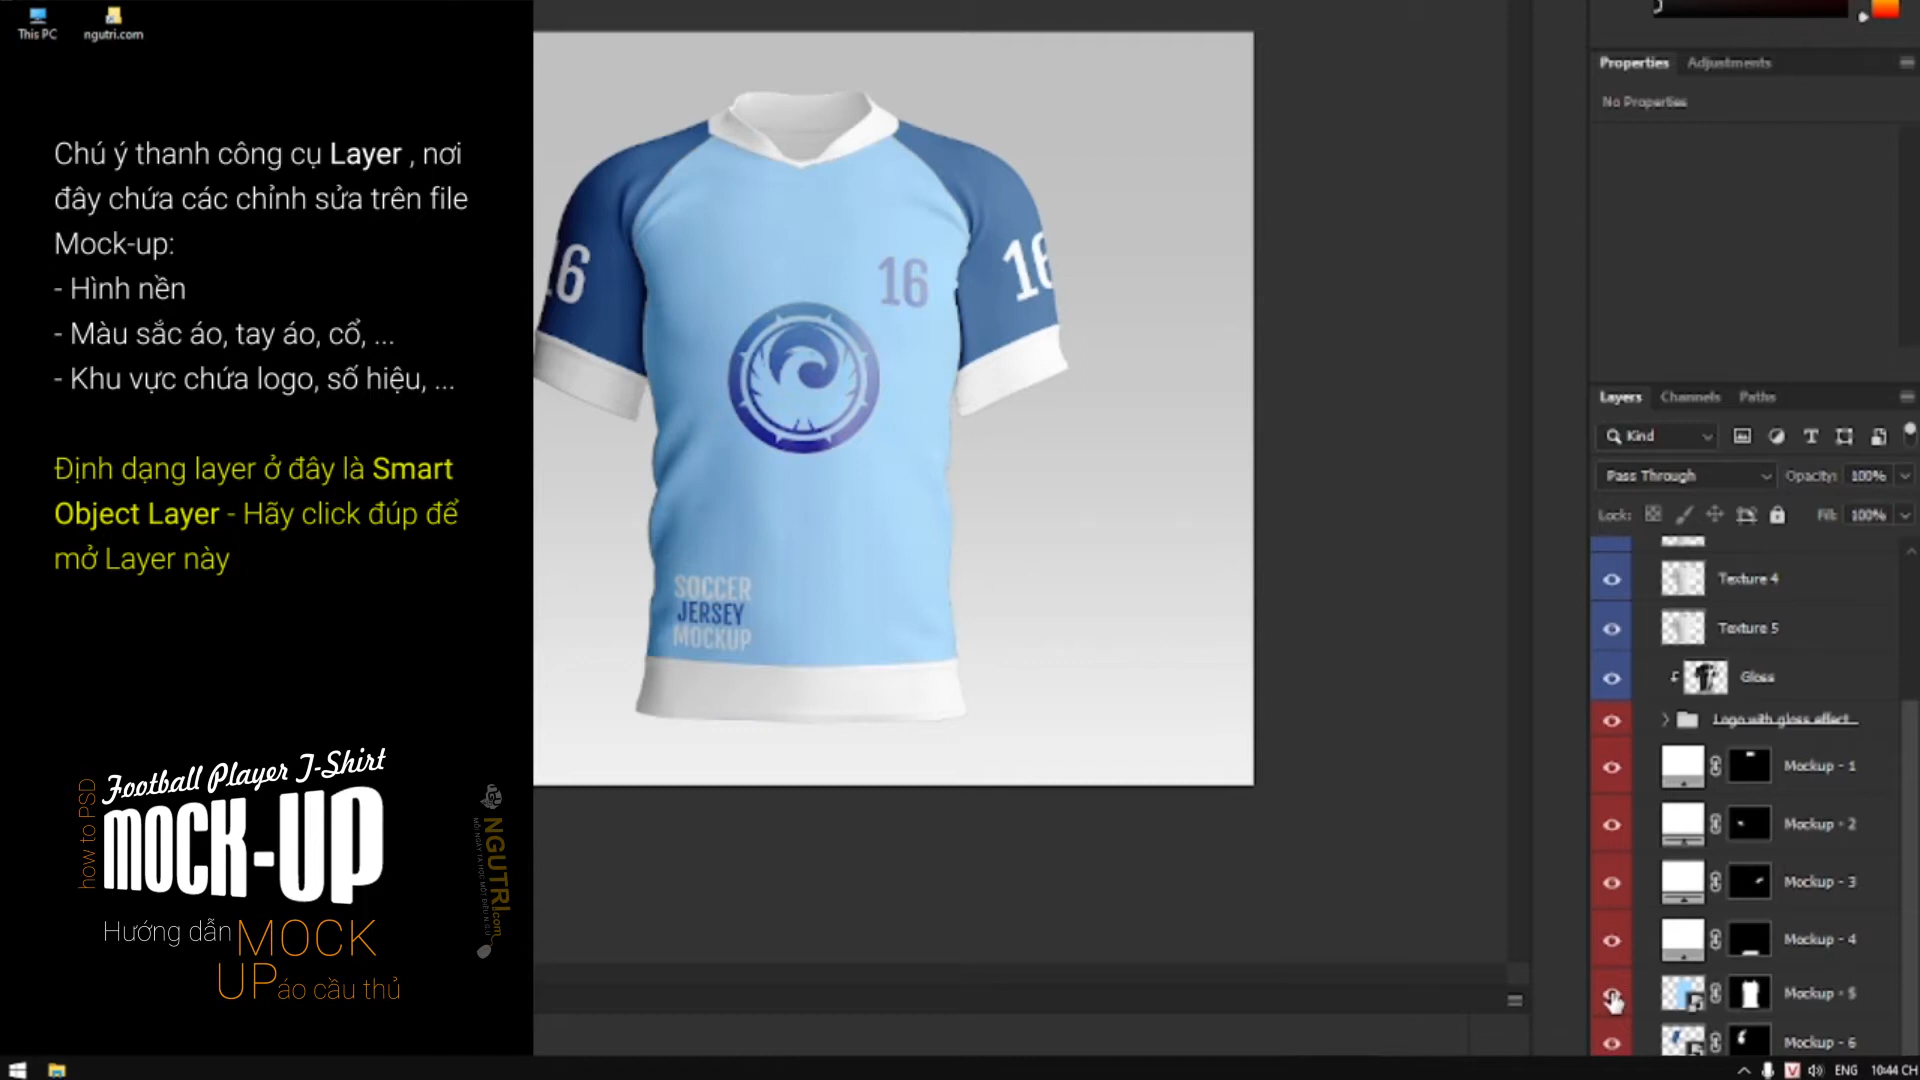 This PC
ngutri.com
Chú ý thanh công cụ Layer , nơi
đây chứa các chỉnh sửa trên file
Mock-up:
- Hình nền
- Màu sắc áo, tay áo, cổ, ...
- Khu vực chứa logo, số hiệu, ...
Định dạng layer ở đây là Smart
Object Layer - Hãy click đúp để
mở Layer này
how to PSD
Football Player T-Shirt
MOCK-UP
Hướng dẫn MOCK
UP áo cầu thủ
NGUTRI.com
16
16
16
SOCCER
JERSEY
MOCKUP
Properties Adjustments
No Properties
Layers Channels Paths
Kind
Pass Through Opacity: 100%
Lock: Fill: 100%
Texture 4
Texture 5
Gloss
Logo with gloss effect
Mockup - 1
Mockup - 2
Mockup - 3
Mockup - 4
Mockup - 5
Mockup - 6
ENG 10:44 CH